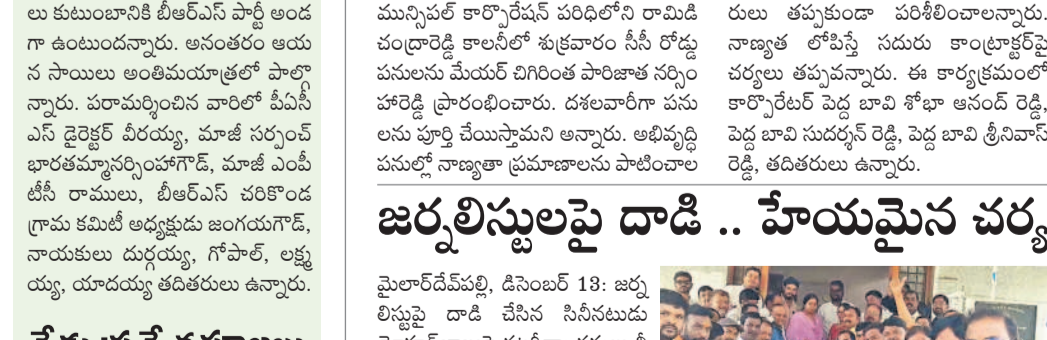 లు కుటుంబానికి బీఆర్ఎస్ పార్టీ అండ
గా ఉంటుందన్నారు. అనంతరం ఆయ
న సాయిలు అంతిమయాత్రలో పాల్గొ
న్నారు. పరామర్శించిన వారిలో పీఏసీ
ఎస్ డైరెక్టర్ వీరయ్య, మాజీ సర్పంచ్
భారతమ్మానర్సింహాగౌడ్, మాజీ ఎంపీ
టీసీ రాములు, బీఆర్ఎస్ చరికొండ
గ్రామ కమిటీ అధ్యక్షుడు జంగయగౌడ్,
నాయకులు దుర్గయ్య, గోపాల్, లక్ష్మ
య్య, యాదయ్య తదితరులు ఉన్నారు.
మున్సిపల్ కార్పొరేషన్ పరిధిలోని రామిడి
చంద్రారెడ్డి కాలనీలో శుక్రవారం సీసీ రోడ్డు
పనులను మేయర్ చిగిరింత పారిజాత నర్సిం
హారెడ్డి ప్రారంభించారు. దశలవారీగా పను
లను పూర్తి చేయిస్తామని అన్నారు. అభివృద్ధి
పనుల్లో నాణ్యతా ప్రమాణాలను పాటించాల
రులు తప్పకుండా పరిశీలించాలన్నారు.
నాణ్యత లోపిస్తే సదురు కాంట్రాక్టర్‌పై
చర్యలు తప్పవన్నారు. ఈ కార్యక్రమంలో
కార్పొరేటర్ పెద్ద బావి శోభా ఆనంద్ రెడ్డి,
పెద్ద బావి సుదర్శన్ రెడ్డి, పెద్ద బావి శ్రీనివాస్
రెడ్డి, తదితరులు ఉన్నారు.
జర్నలిస్టులపై దాడి .. హేయమైన చర్య
మైలార్‌దేవ్‌పల్లి, డిసెంబర్ 13: జర్న
లిస్టుపై దాడి చేసిన సినీనటుడు